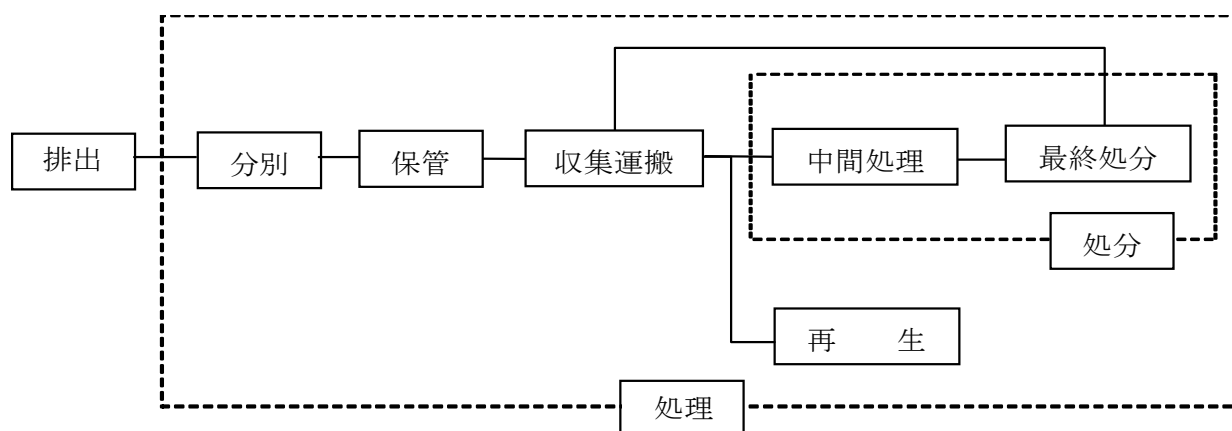 排出
分別
保管
収集運搬
中間処理
最終処分
処分
再　　生
処理